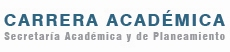 CARRERA ACADÉMICA
Secretaría Académica y de Planeamiento